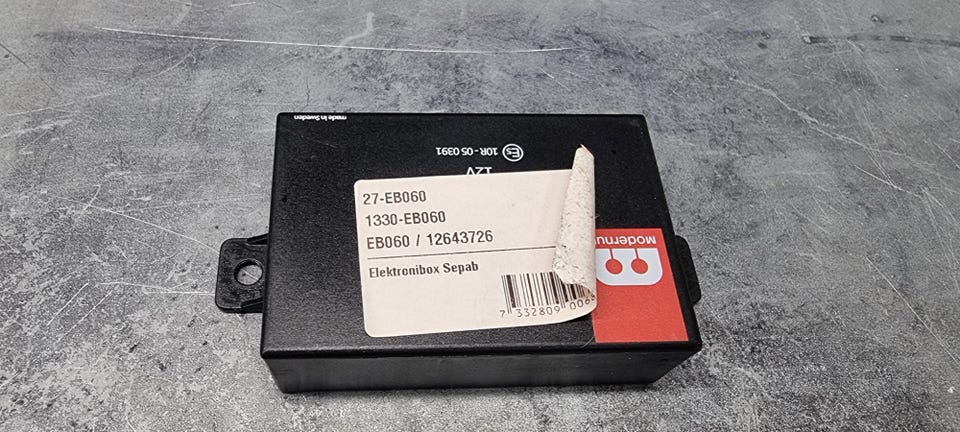 made in Sweden
E5 10R - 05 0391
12V
27-EB060
1330-EB060
EB060 / 12643726
Elektronibox Sepab
7 332809 006